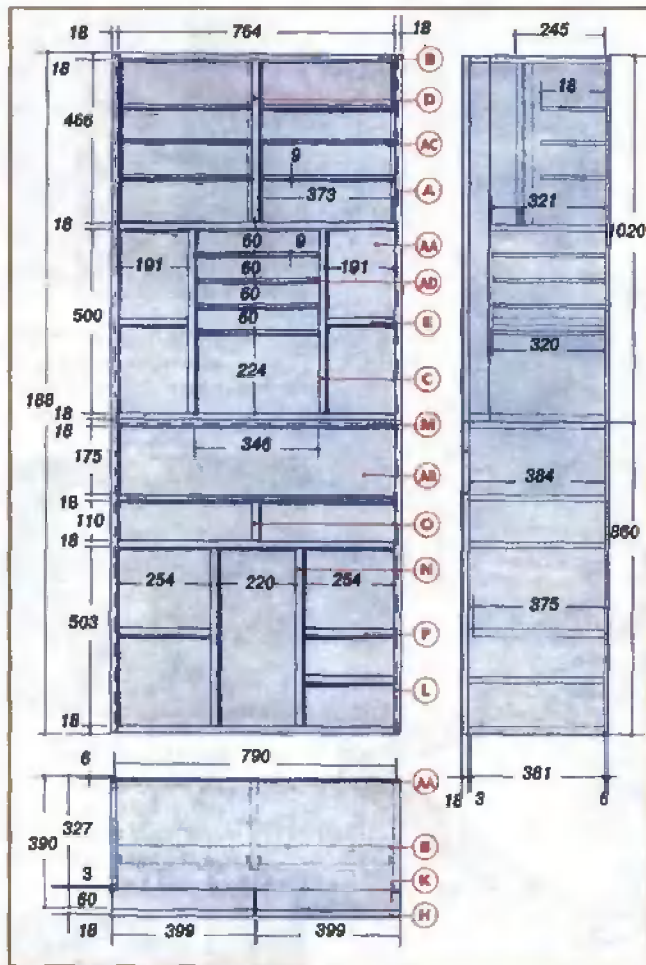 18 764 18
245
B
18
D
18
466
AC
9
373
A
321
18
1020
60 9
AA
191 60 191
AD
60
60
E
500
320
224
C
188
18
M
18
346
175
AB
384
18
110
O
18
860
N
254 220 254
375
503
P
L
18
790
6
AA
381
18 3 6
327
390
E
3
K
60
H
18
399 399